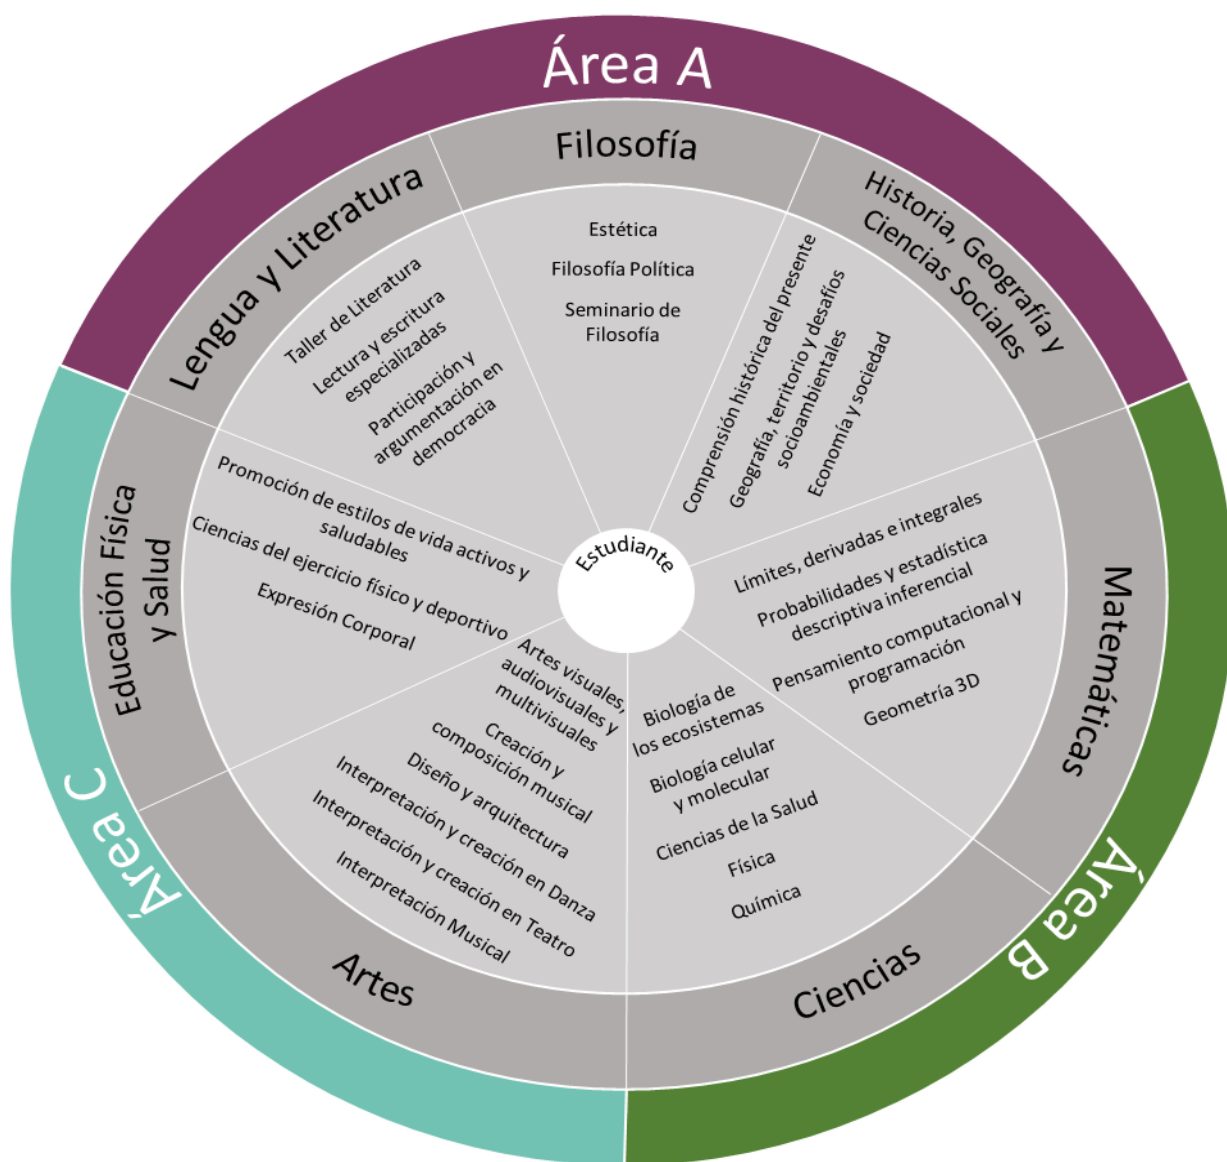 Área A
Filosofía
Estética
Filosofía Política
Seminario de
Filosofía
Historia, Geografía y
Ciencias Sociales
Comprensión histórica del presente
Geografía, territorio y desafíos
socioambientales
Economía y sociedad
Lengua y Literatura
Taller de Literatura
Lectura y escritura
especializadas
Participación y
argumentación en
democracia
Estudiante
Área B
Matemáticas
Límites, derivadas e integrales
Probabilidades y estadística
descriptiva inferencial
Pensamiento computacional y
programación
Geometría 3D
Ciencias
Biología de
los ecosistemas
Biología celular
y molecular
Ciencias de la Salud
Física
Química
Área C
Educación Física
y Salud
Promoción de estilos de vida activos y
saludables
Ciencias del ejercicio físico y deportivo
Expresión Corporal
Artes
Artes visuales,
audiovisuales y
multivisuales
Creación y
composición musical
Diseño y arquitectura
Interpretación y creación en Danza
Interpretación y creación en Teatro
Interpretación Musical